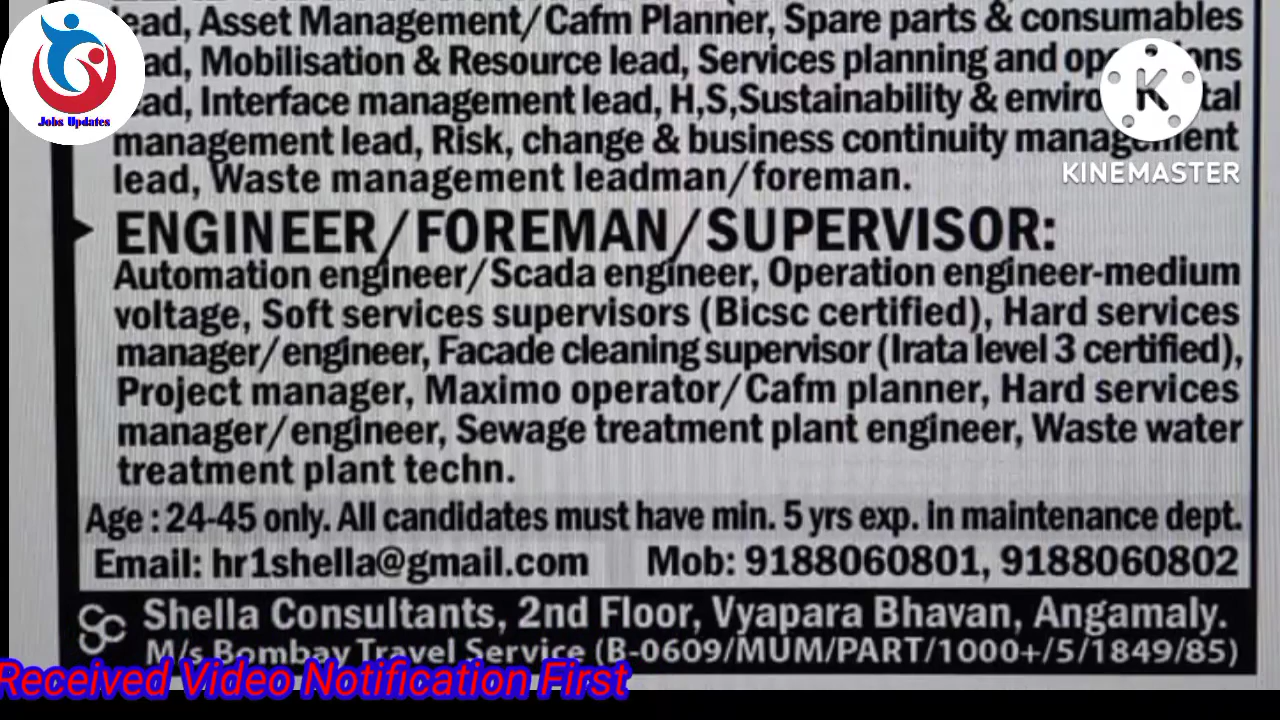 lead, Asset Management/Cafm Planner, Spare parts & consumables
lead, Mobilisation & Resource lead, Services planning and operations
lead, Interface management lead, H,S,Sustainability & environmental
management lead, Risk, change & business continuity management
lead, Waste management leadman/foreman.
ENGINEER/FOREMAN/SUPERVISOR:
Automation engineer/Scada engineer, Operation engineer-medium
voltage, Soft services supervisors (Bicsc certified), Hard services
manager/engineer, Facade cleaning supervisor (Irata level 3 certified),
Project manager, Maximo operator/Cafm planner, Hard services
manager/engineer, Sewage treatment plant engineer, Waste water
treatment plant techn.
Age : 24-45 only. All candidates must have min. 5 yrs exp. in maintenance dept.
Email: hr1shella@gmail.com Mob: 9188060801, 9188060802
Sc Shella Consultants, 2nd Floor, Vyapara Bhavan, Angamaly.
M/s Bombay Travel Service (B-0609/MUM/PART/1000+/5/1849/85)
Received Video Notification First
Jobs Updates
K
KINEMASTER